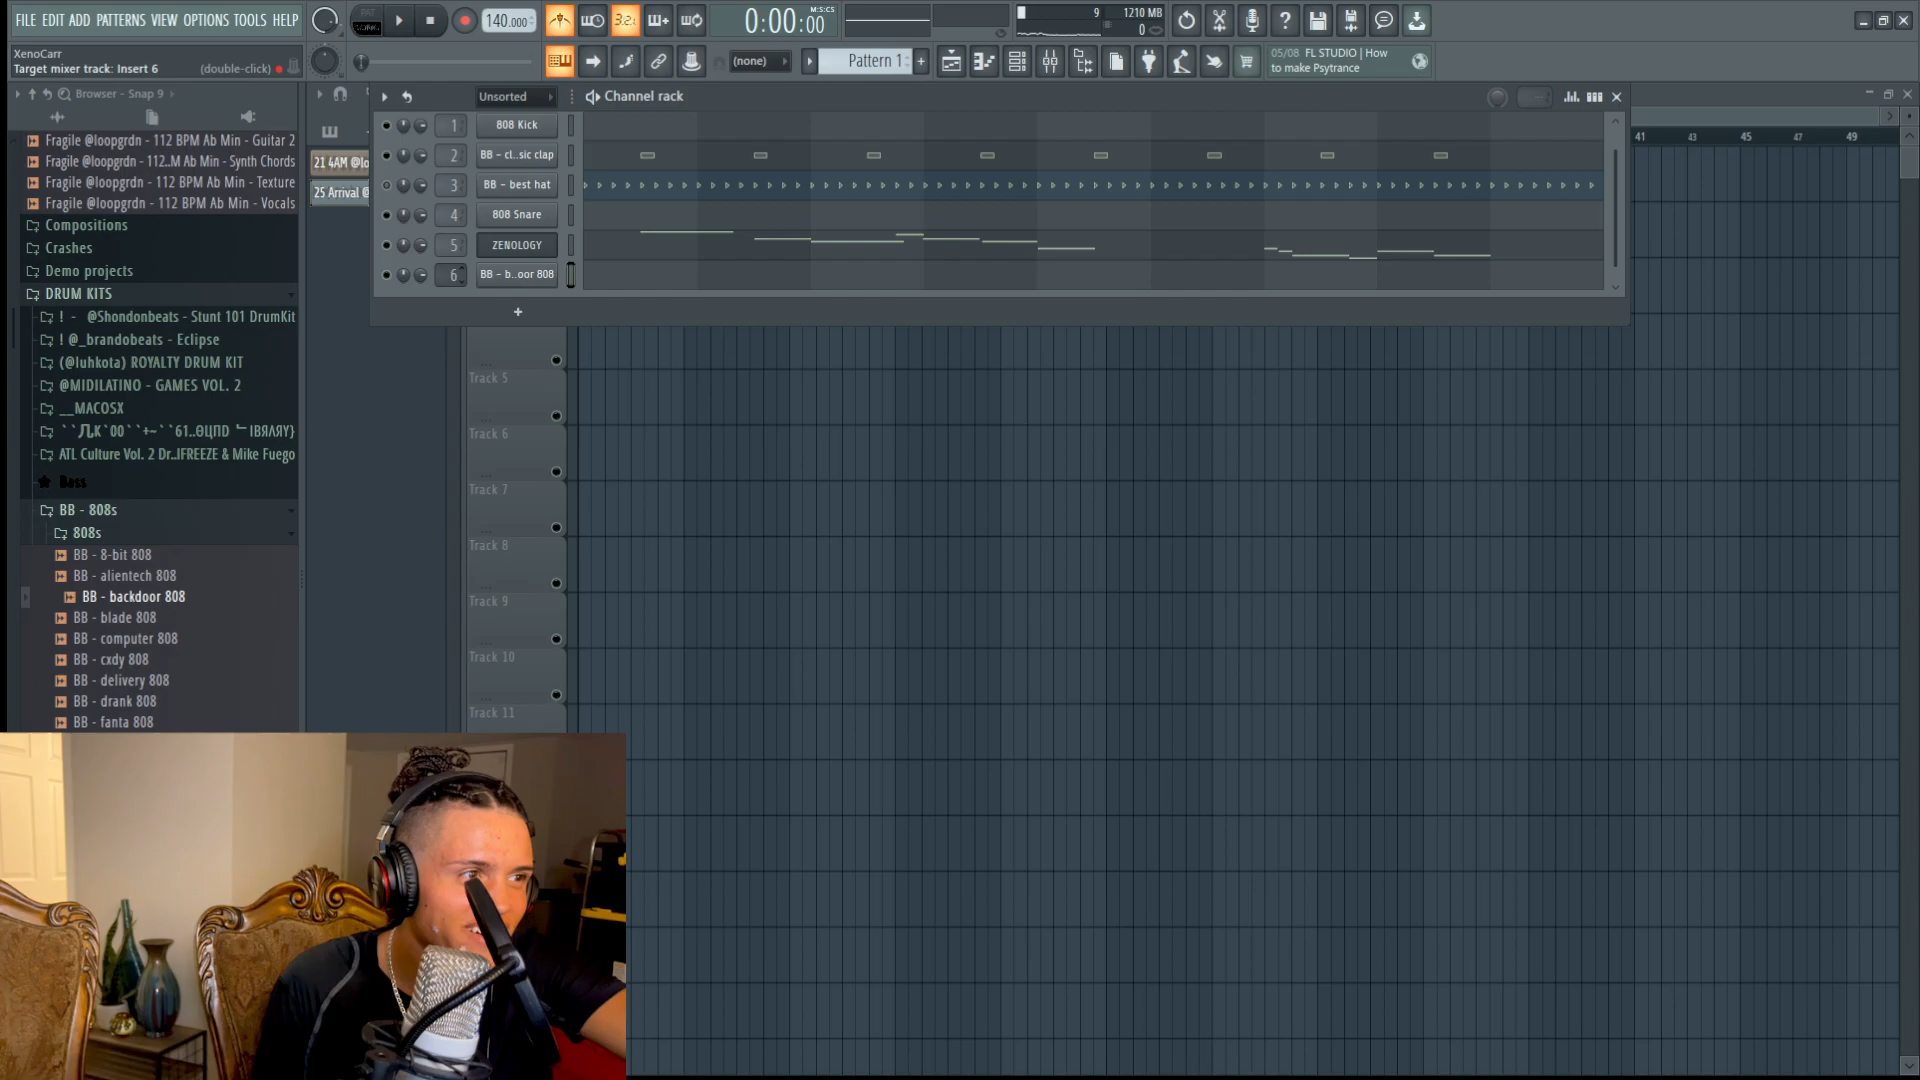 FILE EDIT ADD PATTERNS VIEW OPTIONS TOOLS HELP
PAT
SONG
140.000
3.2.
0:00:00
M:S:CS
9
1210 MB
0
XenoCarr
Target mixer track: Insert 6
(double-click)
(none)
Pattern 1
+
05/08 FL STUDIO | How
to make Psytrance
Browser - Snap 9
Unsorted
Channel rack
Fragile @loopgrdn - 112 BPM Ab Min - Guitar 2
Fragile @loopgrdn - 112..M Ab Min - Synth Chords
Fragile @loopgrdn - 112 BPM Ab Min - Texture
Fragile @loopgrdn - 112 BPM Ab Min - Vocals
Compositions
Crashes
Demo projects
DRUM KITS
! - @Shondonbeats - Stunt 101 DrumKit
! @_brandobeats - Eclipse
(@luhkota) ROYALTY DRUM KIT
@MIDILATINO - GAMES VOL. 2
__MACOSX
ATL Culture Vol. 2 Dr..IFREEZE & Mike Fuego
Bass
BB - 808s
808s
BB - 8-bit 808
BB - alientech 808
BB - backdoor 808
BB - blade 808
BB - computer 808
BB - cxdy 808
BB - delivery 808
BB - drank 808
BB - fanta 808
21 4AM @lo
25 Arrival @
1 808 Kick
2 BB - cl..sic clap
3 BB - best hat
4 808 Snare
5 ZENOLOGY
6 BB - b..oor 808
+
41 43 45 47 49
Track 5
Track 6
Track 7
Track 8
Track 9
Track 10
Track 11